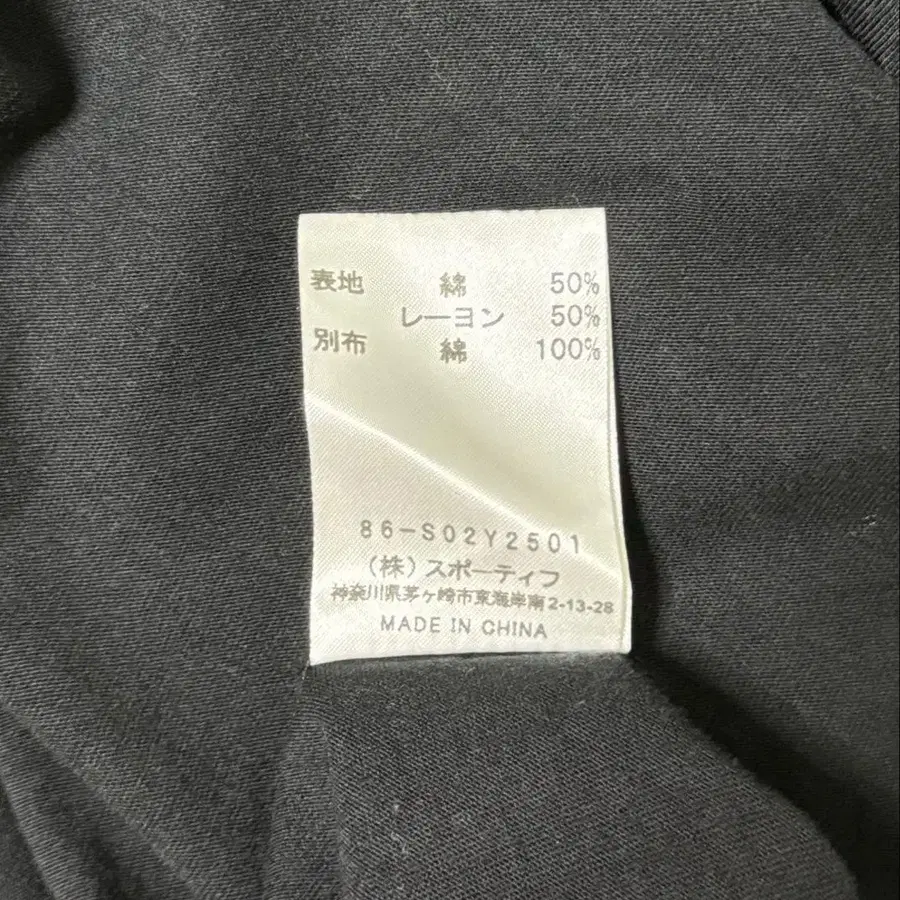 表地 綿 50%
レーヨン 50%
別布 綿 100%
86-S02Y2501
(株)スポーティフ
神奈川県茅ヶ崎市東海岸南2-13-28
MADE IN CHINA